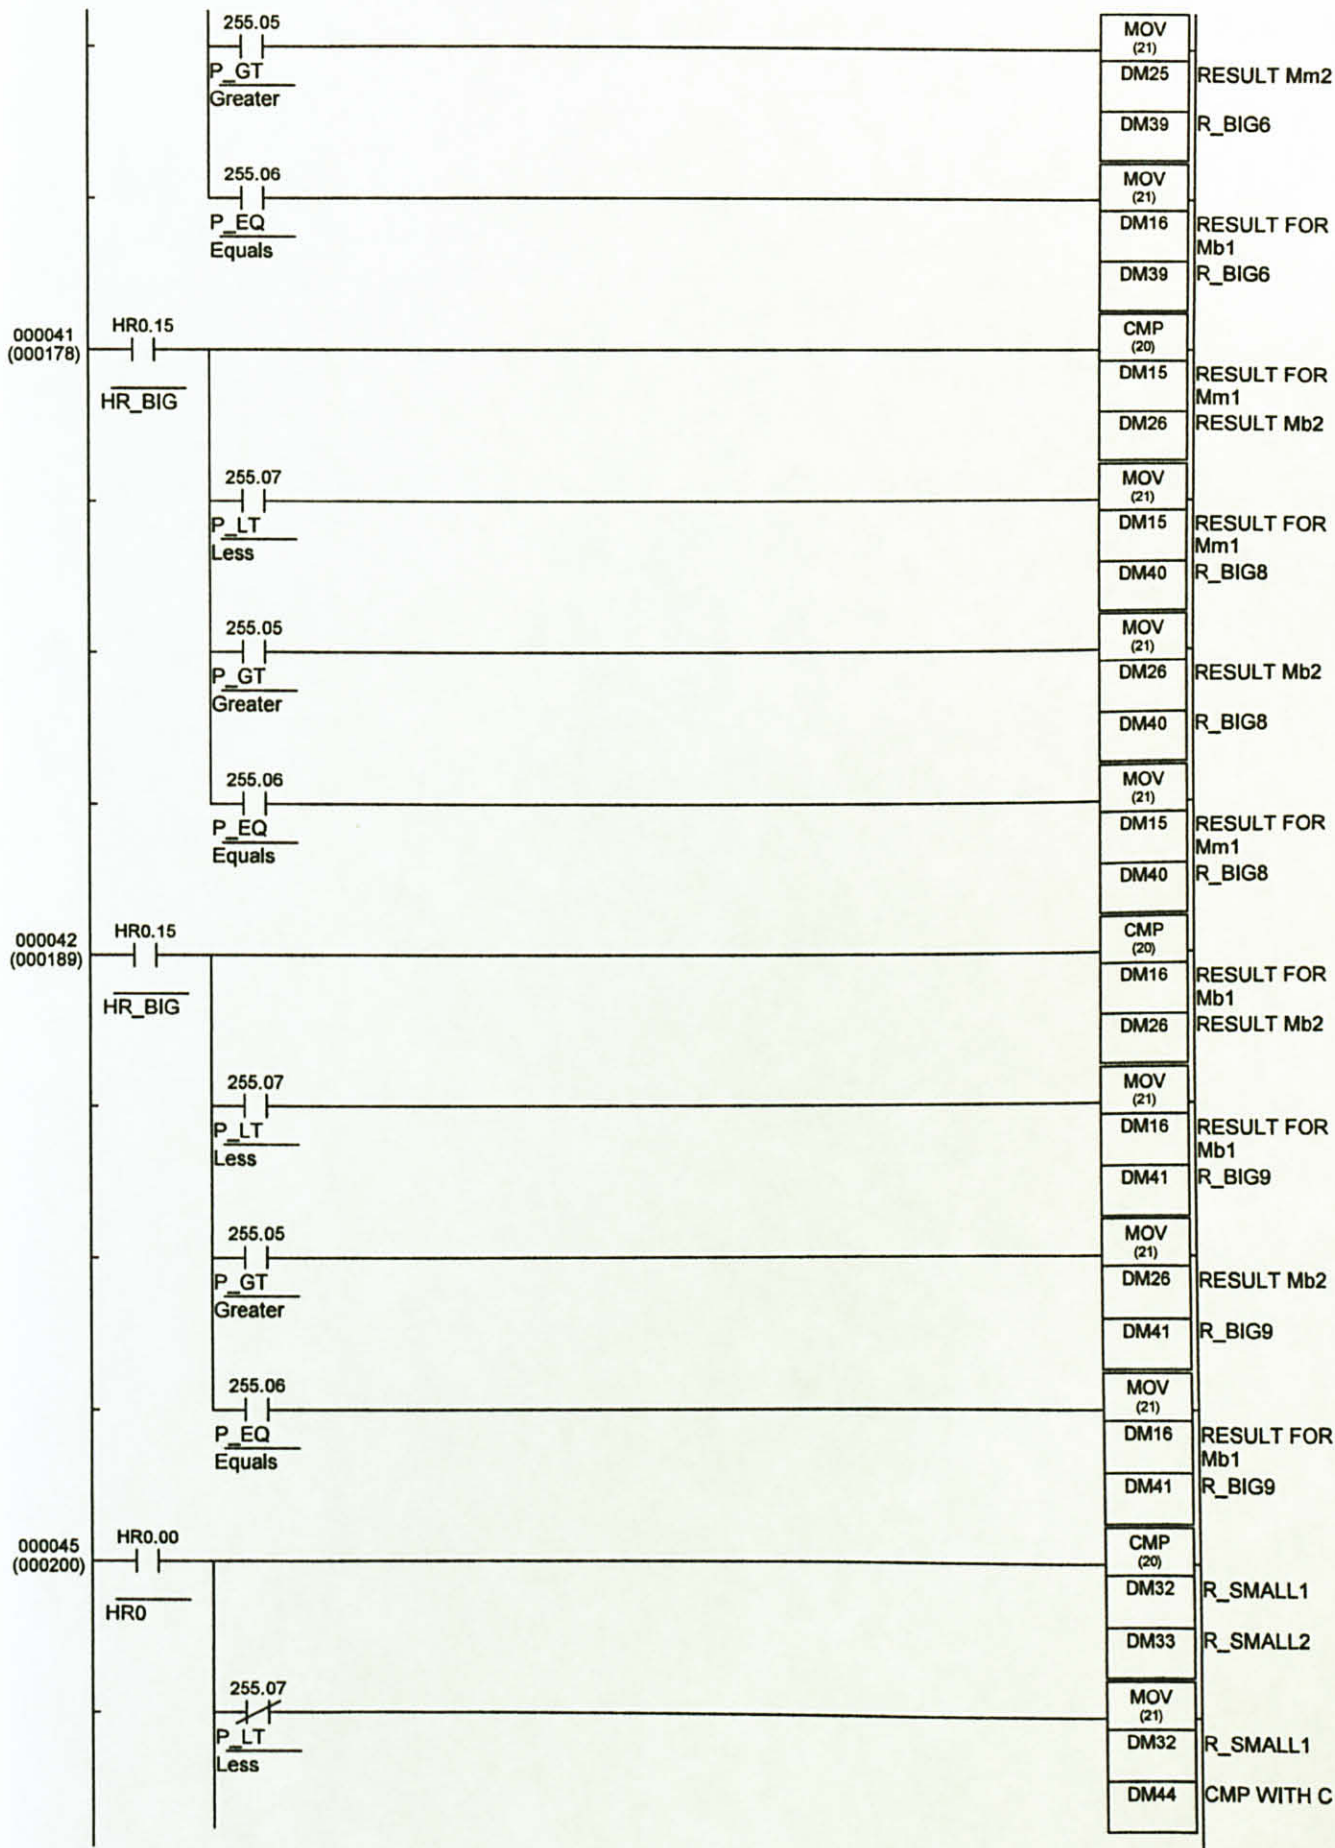 255.05
P_GT
Greater
MOV
(21)
DM25 RESULT Mm2
DM39 R_BIG6
255.06
P_EQ
Equals
MOV
(21)
DM16 RESULT FOR
Mb1
DM39 R_BIG6
000041
(000178)
HR0.15
HR_BIG
CMP
(20)
DM15 RESULT FOR
Mm1
DM26 RESULT Mb2
255.07
P_LT
Less
MOV
(21)
DM15 RESULT FOR
Mm1
DM40 R_BIG8
255.05
P_GT
Greater
MOV
(21)
DM26 RESULT Mb2
DM40 R_BIG8
255.06
P_EQ
Equals
MOV
(21)
DM15 RESULT FOR
Mm1
DM40 R_BIG8
000042
(000189)
HR0.15
HR_BIG
CMP
(20)
DM16 RESULT FOR
Mb1
DM26 RESULT Mb2
255.07
P_LT
Less
MOV
(21)
DM16 RESULT FOR
Mb1
DM41 R_BIG9
255.05
P_GT
Greater
MOV
(21)
DM26 RESULT Mb2
DM41 R_BIG9
255.06
P_EQ
Equals
MOV
(21)
DM16 RESULT FOR
Mb1
DM41 R_BIG9
000045
(000200)
HR0.00
HR0
CMP
(20)
DM32 R_SMALL1
DM33 R_SMALL2
255.07
P_LT
Less
MOV
(21)
DM32 R_SMALL1
DM44 CMP WITH C